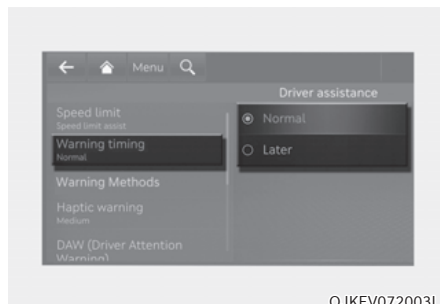 Menu
Driver assistance
Speed limit
Speed limit assist
Warning timing
Normal
Warning Methods
Haptic warning
Medium
DAW (Driver Attention
Warning)
Normal
Later
OJKEV072003L